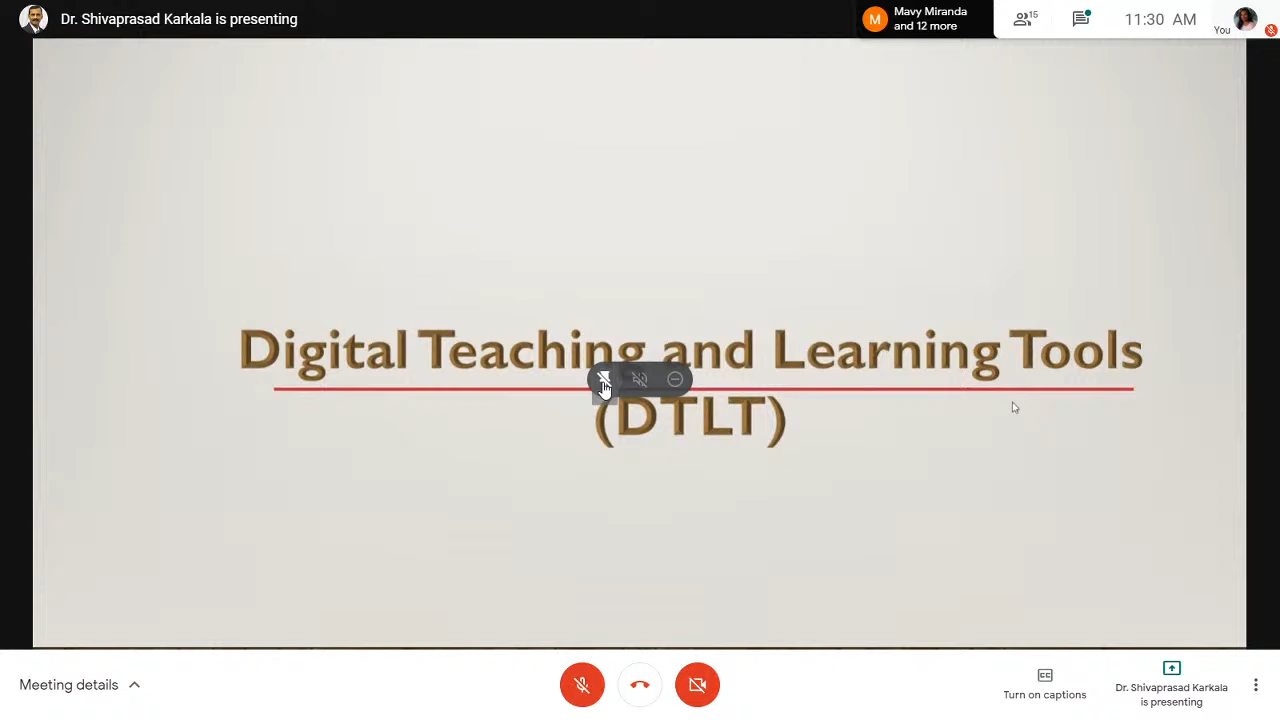 Dr. Shivaprasad Karkala is presenting
M
Mavy Miranda
and 12 more
15
11:30 AM
You
Digital Teaching and Learning Tools
(DTLT)
Meeting details
CC
Turn on captions
Dr. Shivaprasad Karkala
is presenting